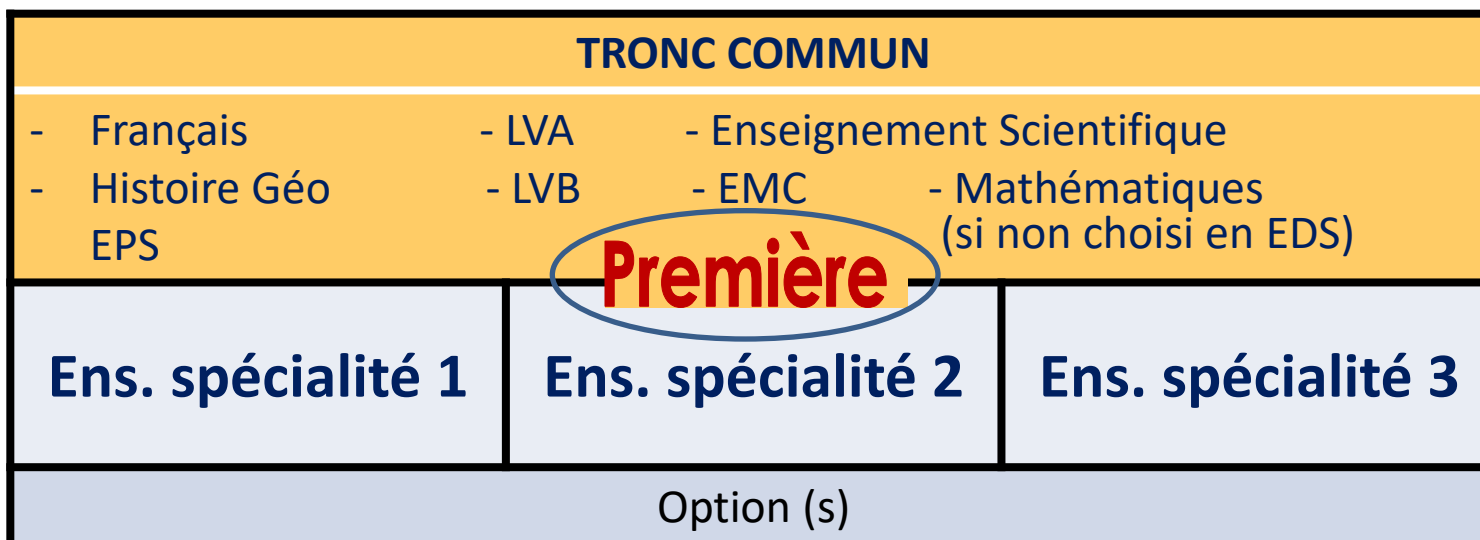 TRONC COMMUN
- Français - LVA - Enseignement Scientifique
- Histoire Géo - LVB - EMC - Mathématiques
EPS (si non choisi en EDS)
Première
Ens. spécialité 1 Ens. spécialité 2 Ens. spécialité 3
Option (s)